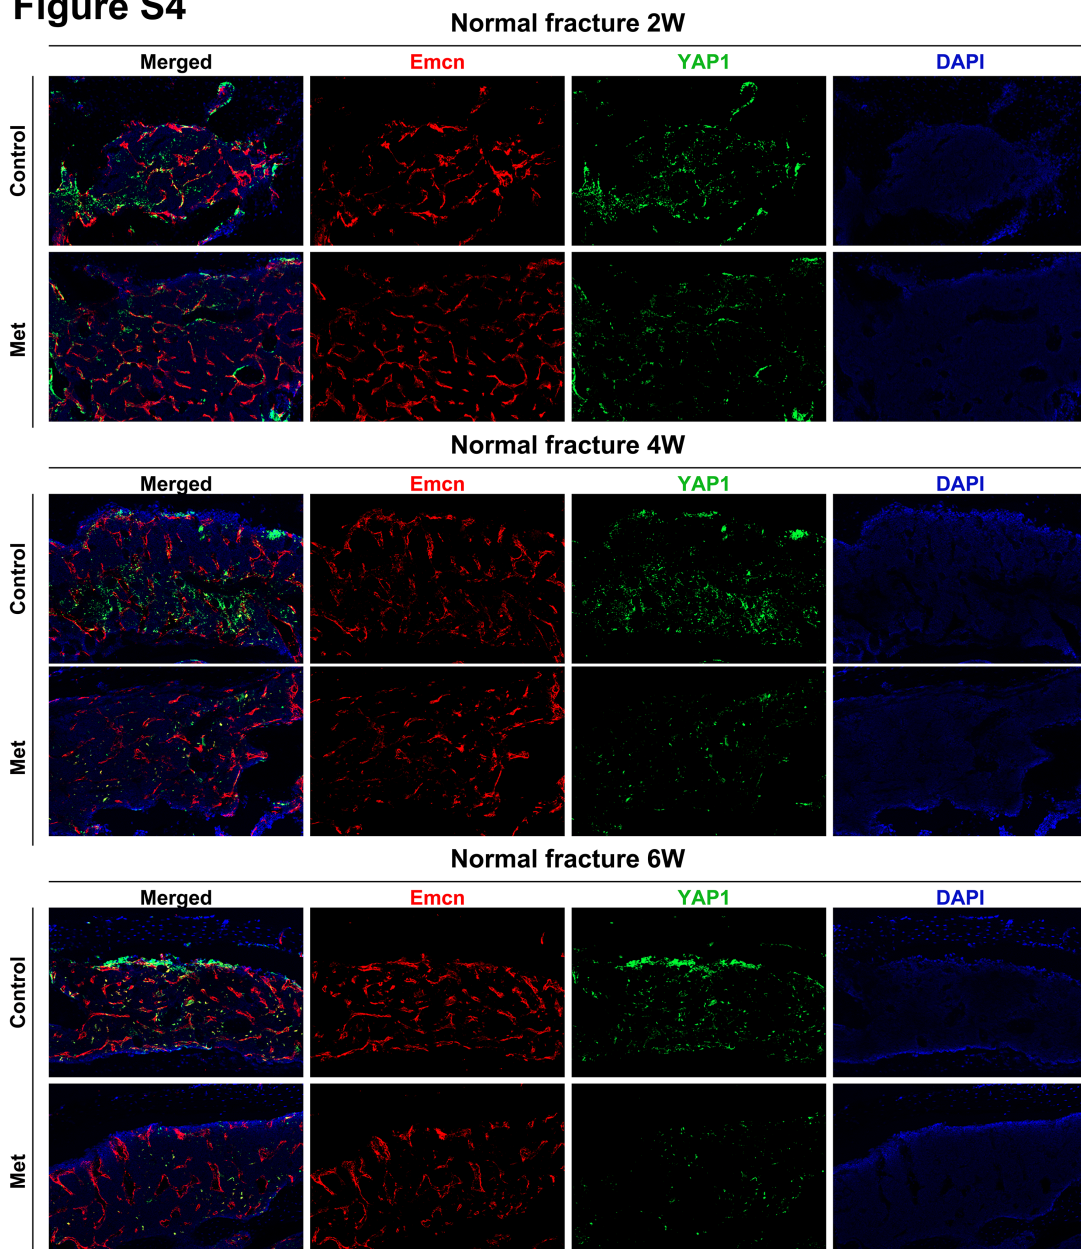 Figure S4
Normal fracture 2W
Merged Emcn YAP1 DAPI
Control
Met
Normal fracture 4W
Merged Emcn YAP1 DAPI
Control
Met
Normal fracture 6W
Merged Emcn YAP1 DAPI
Control
Met